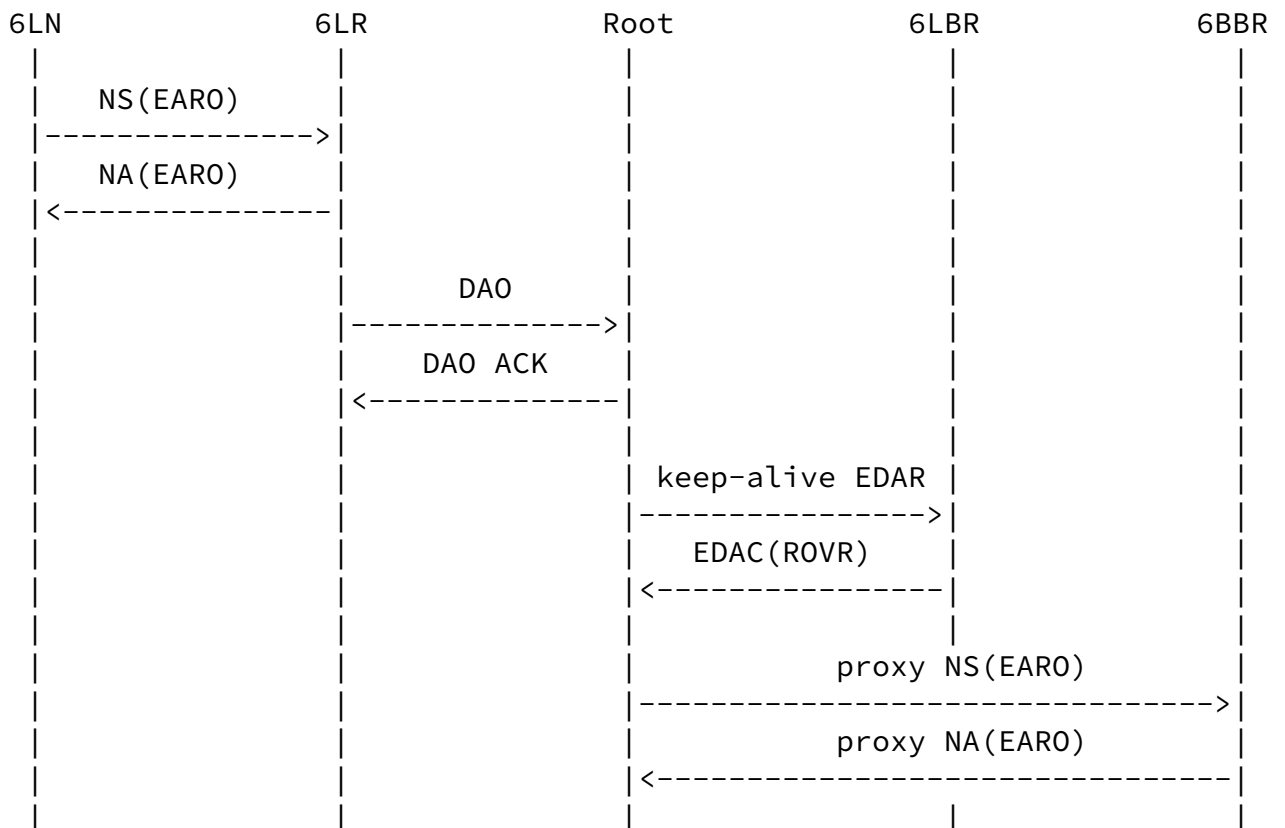 6LN 6LR Root 6LBR 6BBR
NS(EARO)
NA(EARO)
DAO
DAO ACK
keep-alive EDAR
EDAC(ROVR)
proxy NS(EARO)
proxy NA(EARO)